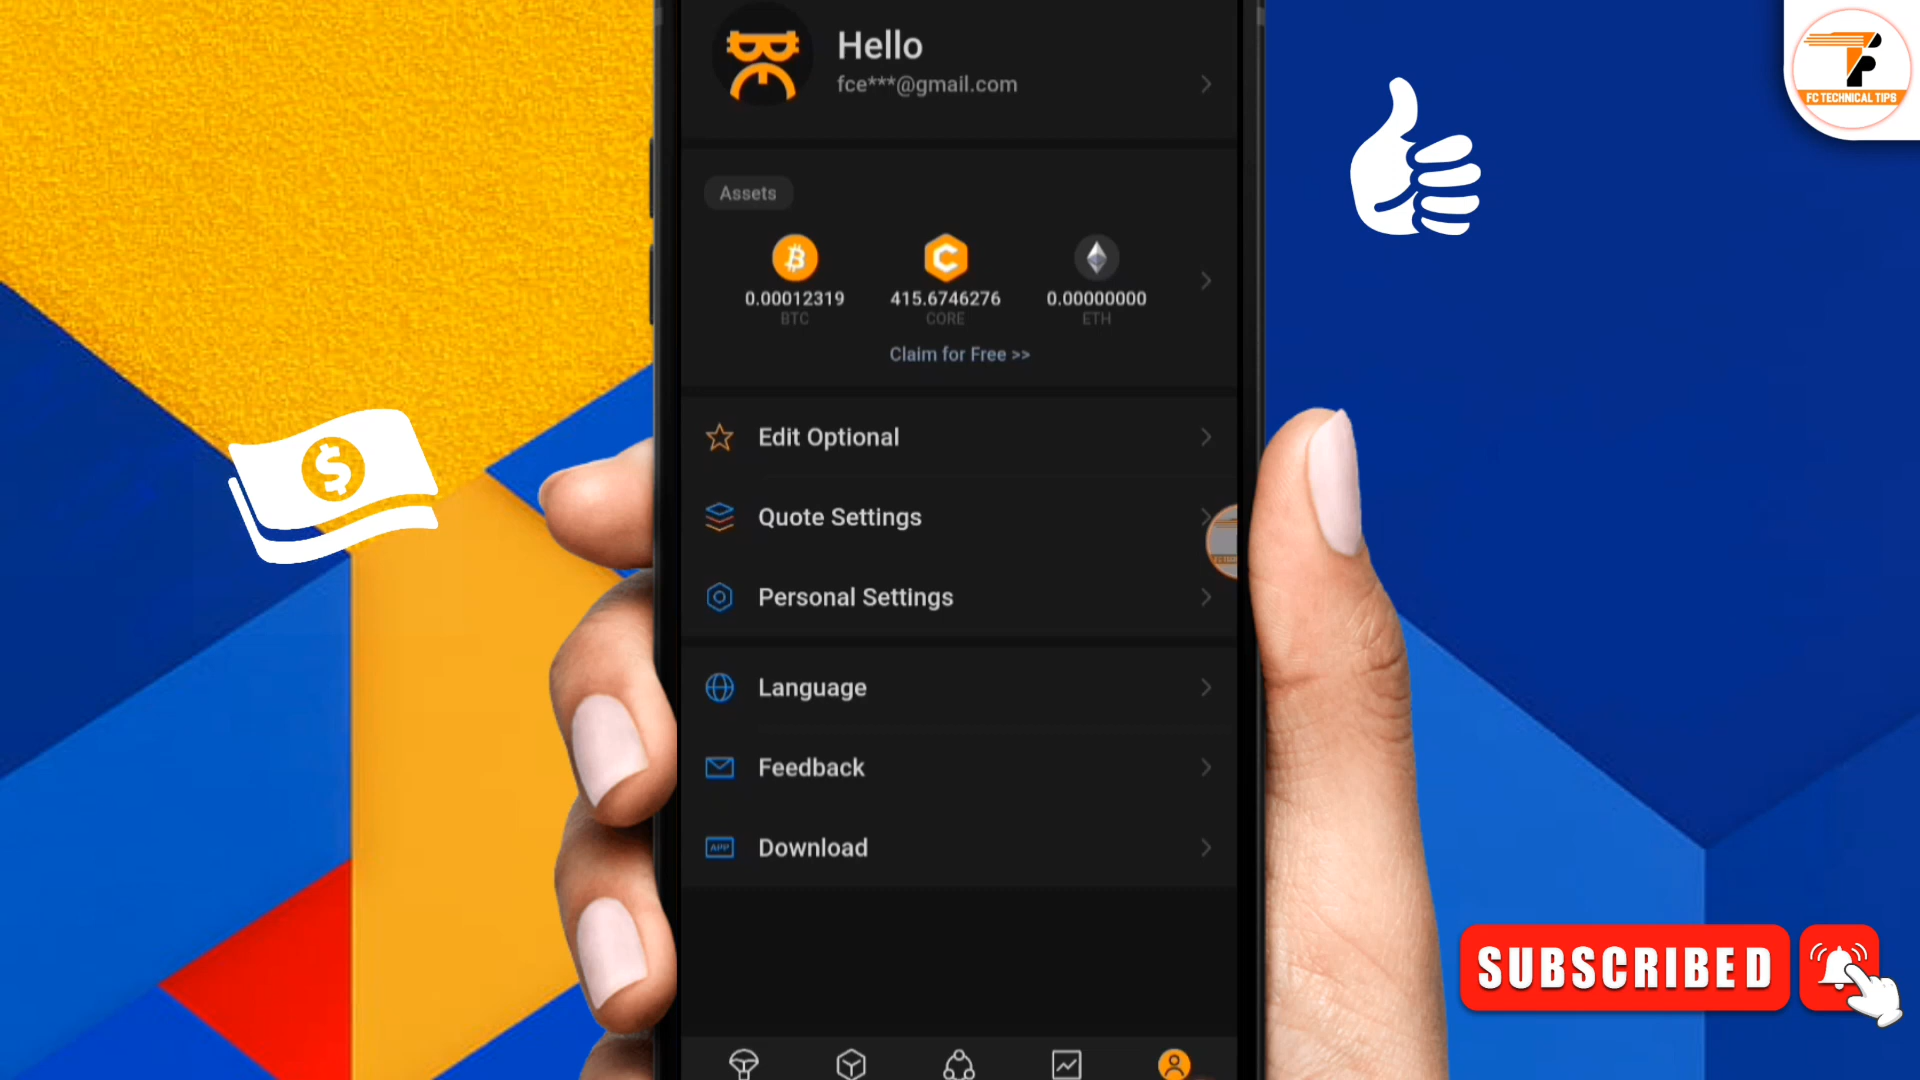 Hello
fce***@gmail.com
FC TECHNICAL TIPS
Assets
0.00012319
BTC
415.6746276
CORE
0.00000000
ETH
Claim for Free >>
Edit Optional
Quote Settings
Personal Settings
Language
Feedback
APP
Download
SUBSCRIBED